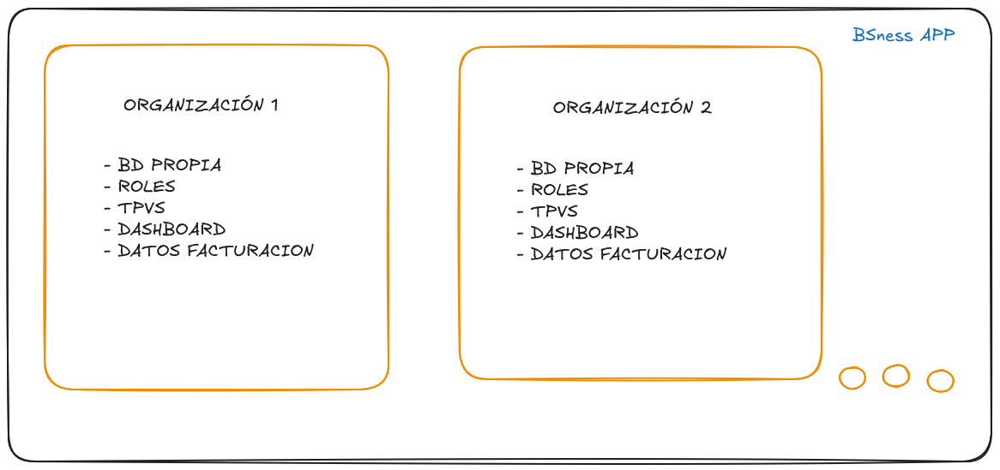 BSness APP
ORGANIZACIÓN 1
- BD PROPIA
- ROLES
- TPVS
- DASHBOARD
- DATOS FACTURACION
ORGANIZACIÓN 2
- BD PROPIA
- ROLES
- TPVS
- DASHBOARD
- DATOS FACTURACION